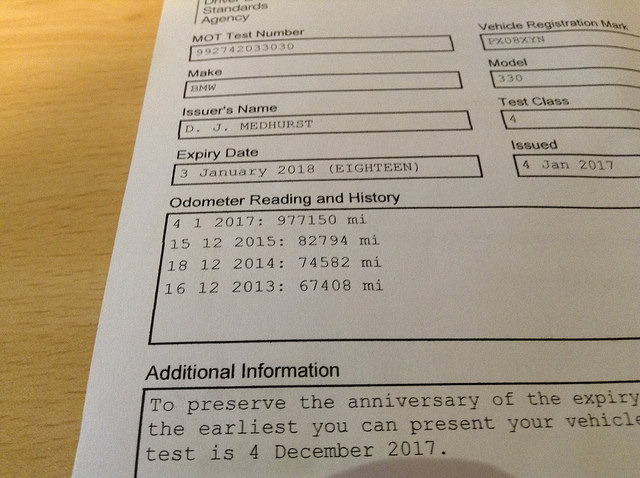 Standards
Agency
MOT Test Number
Vehicle Registration Mark
992742033030
PX08XYN
Make
Model
BMW
330
Issuer's Name
Test Class
D. J. MEDHURST
4
Expiry Date
Issued
3 January 2018 (EIGHTEEN)
4 Jan 2017
Odometer Reading and History
4 1 2017: 977150 mi
15 12 2015: 82794 mi
18 12 2014: 74582 mi
16 12 2013: 67408 mi
Additional Information
To preserve the anniversary of the expiry
the earliest you can present your vehicle
test is 4 December 2017.